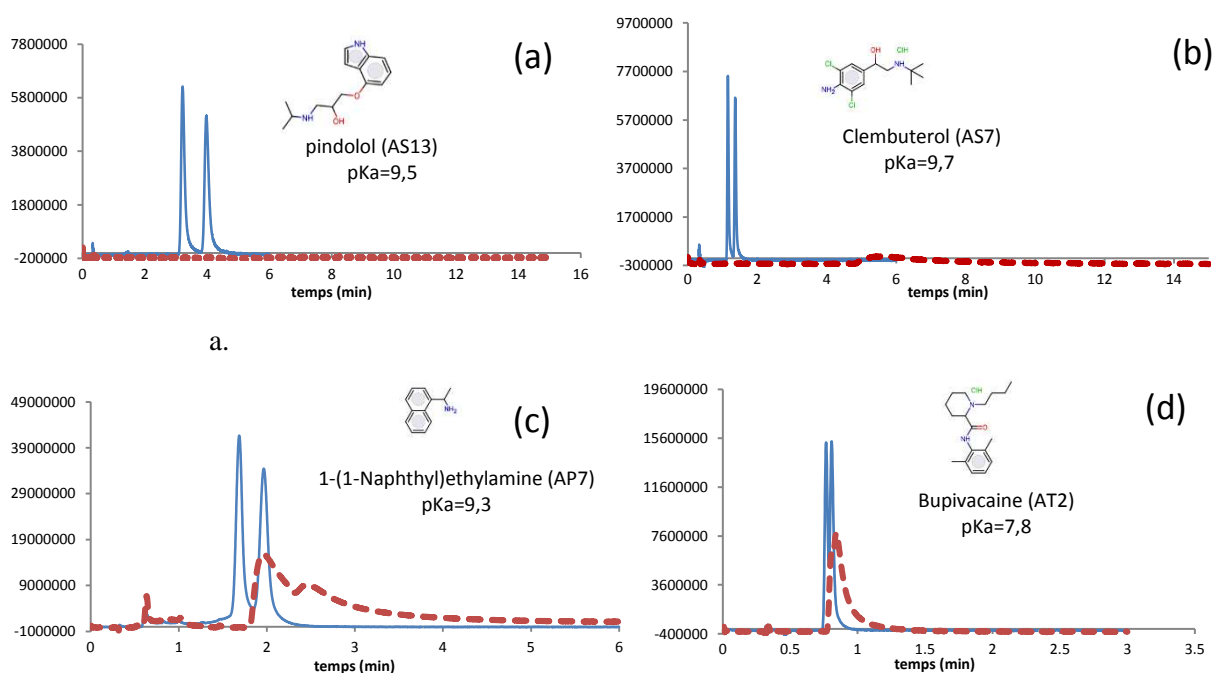 7800000
5800000
3800000
1800000
-200000
0 2 4 6 8 10 12 14 16
temps (min)
(a)
NH
O
NH
OH
pindolol (AS13)
pKa=9,5
9700000
7700000
5700000
3700000
1700000
-300000
0 2 4 6 8 10 12 14
temps (min)
(b)
OH
ClH
Cl
NH
NH2
Cl
Clembuterol (AS7)
pKa=9,7
a.
49000000
39000000
29000000
19000000
9000000
-1000000
0 1 2 3 4 5 6
temps (min)
(c)
NH2
1-(1-Naphthyl)ethylamine (AP7)
pKa=9,3
19600000
15600000
11600000
7600000
3600000
-400000
0 0.5 1 1.5 2 2.5 3 3.5
temps (min)
(d)
ClH
N
O
NH
Bupivacaine (AT2)
pKa=7,8